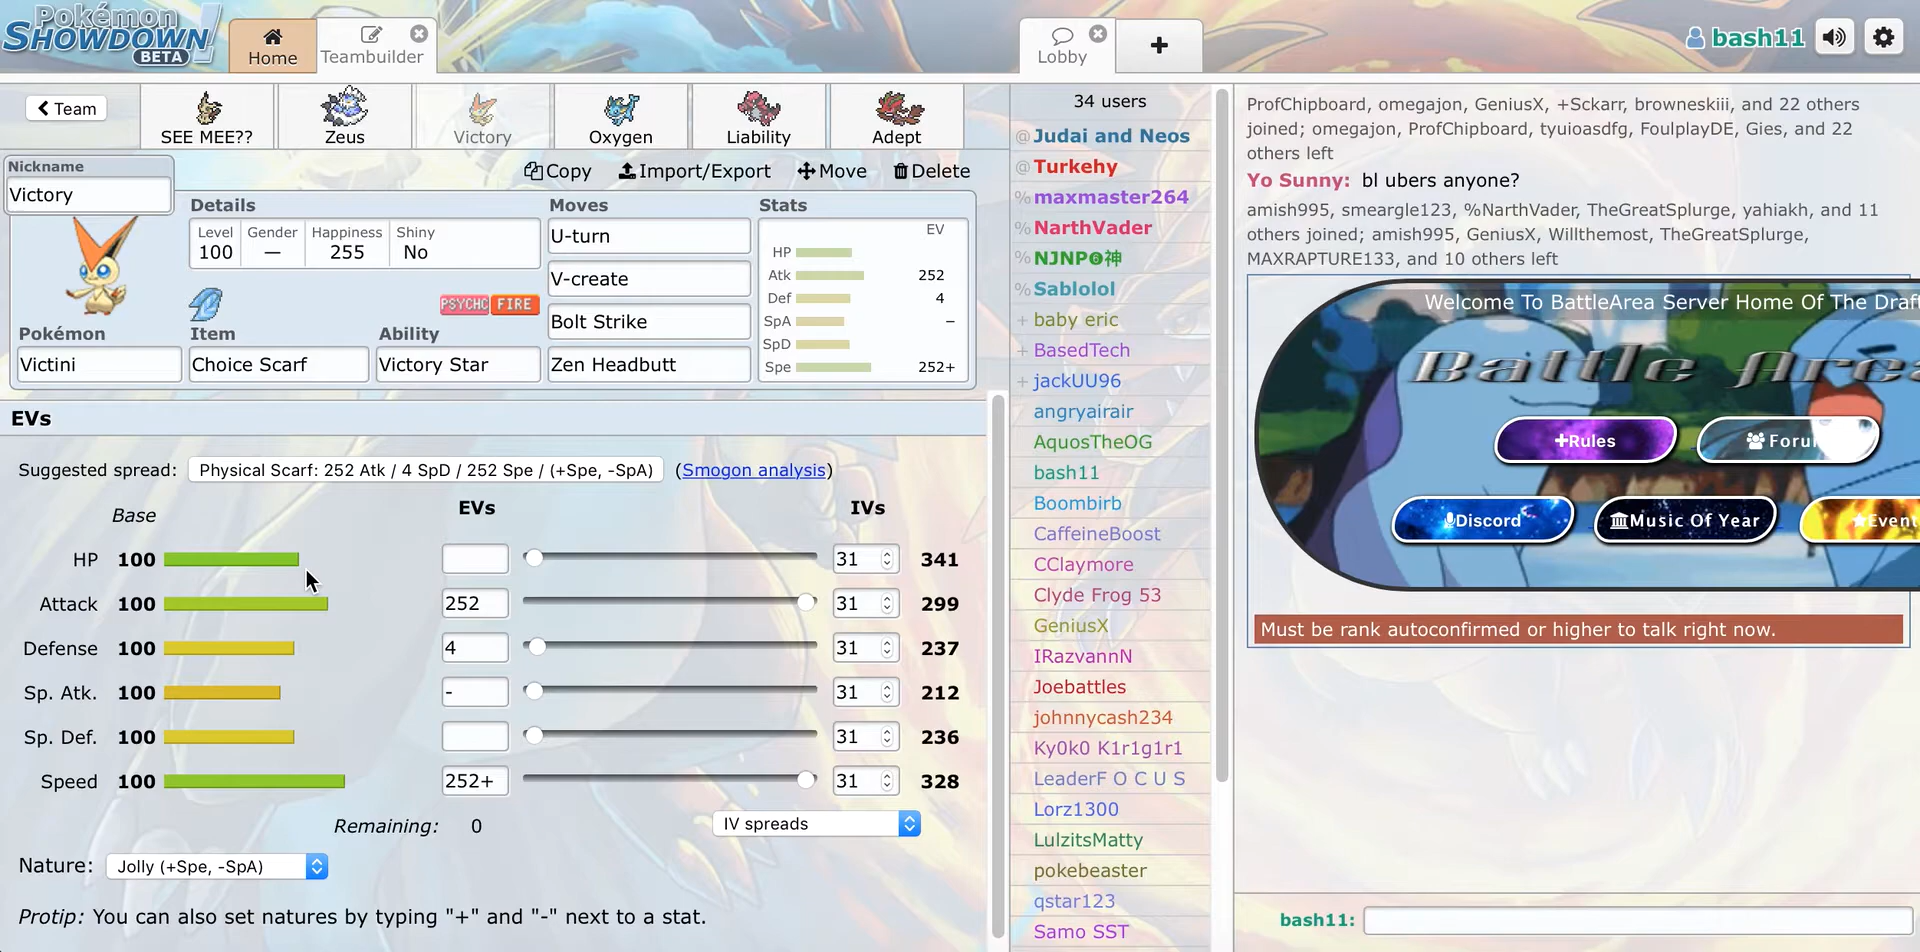 Pokémon
SHOWDOWN!
BETA
Home
Teambuilder
Lobby
+
bash11
Team
SEE MEE??
Zeus
Victory
Oxygen
Liability
Adept
Nickname
Victory
Copy
Import/Export
Move
Delete
Details
Level
100
Gender
—
Happiness
255
Shiny
No
PSYCHC
FIRE
Pokémon
Victini
Item
Choice Scarf
Ability
Victory Star
Moves
U-turn
V-create
Bolt Strike
Zen Headbutt
Stats
EV
HP
Atk 252
Def 4
SpA –
SpD
Spe 252+
EVs
Suggested spread: Physical Scarf: 252 Atk / 4 SpD / 252 Spe / (+Spe, -SpA) (Smogon analysis)
Base EVs IVs
HP 100 31 341
Attack 100 252 31 299
Defense 100 4 31 237
Sp. Atk. 100 - 31 212
Sp. Def. 100 31 236
Speed 100 252+ 31 328
Remaining: 0
IV spreads
Nature: Jolly (+Spe, -SpA)
Protip: You can also set natures by typing "+" and "-" next to a stat.
34 users
@Judai and Neos
@Turkehy
%maxmaster264
%NarthVader
%NJNP❻神
%Sablolol
+baby eric
+BasedTech
+jackUU96
angryairair
AquosTheOG
bash11
Boombirb
CaffeineBoost
CClaymore
Clyde Frog 53
GeniusX
IRazvannN
Joebattles
johnnycash234
Ky0k0 K1r1g1r1
LeaderF O C U S
Lorz1300
LulzitsMatty
pokebeaster
qstar123
Samo SST
ProfChipboard, omegajon, GeniusX, +Sckarr, browneskiii, and 22 others
joined; omegajon, ProfChipboard, tyuioasdfg, FoulplayDE, Gies, and 22
others left
Yo Sunny: bl ubers anyone?
amish995, smeargle123, %NarthVader, TheGreatSplurge, yahiakh, and 11
others joined; amish995, GeniusX, Willthemost, TheGreatSplurge,
MAXRAPTURE133, and 10 others left
Welcome To BattleArea Server Home Of The Draf
Battle Area
Rules
Foru
Discord
Music Of Year
Event
Must be rank autoconfirmed or higher to talk right now.
bash11: